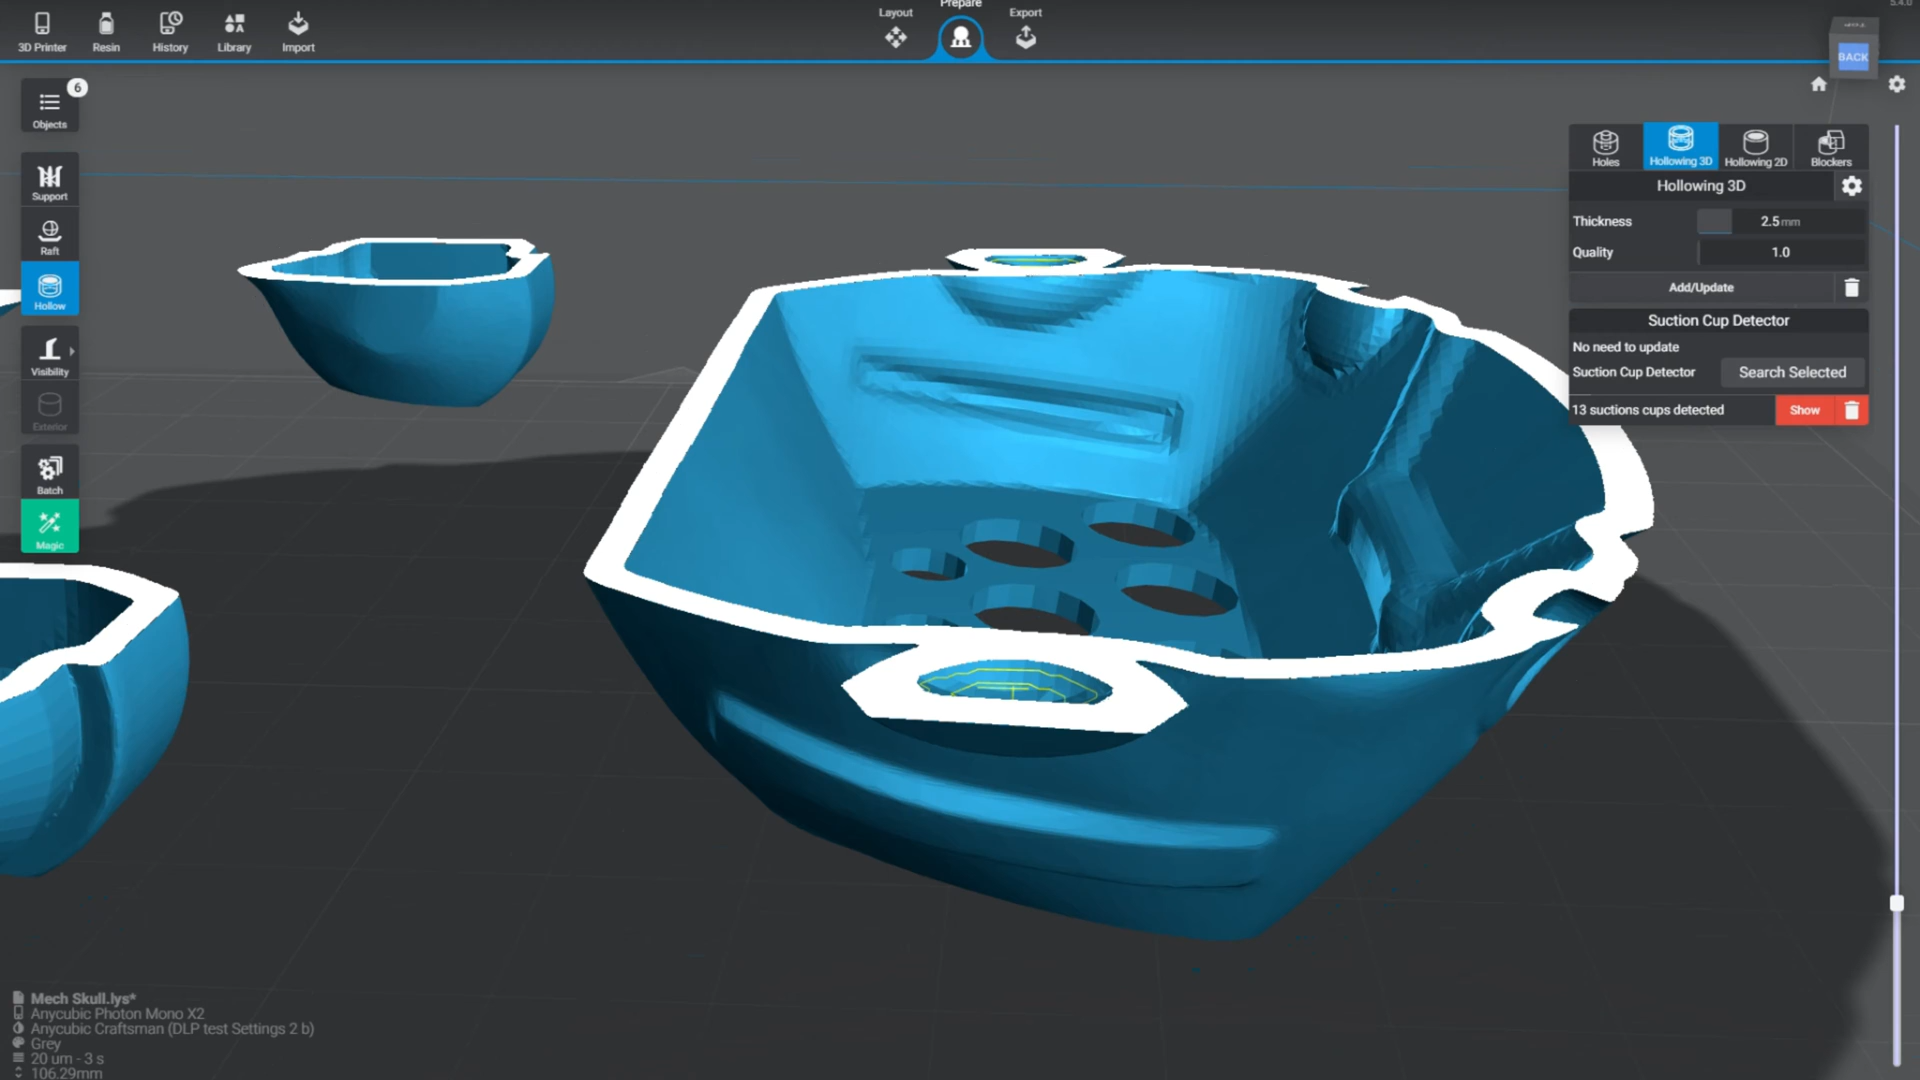 Layout
Prepare
Export
5.4.0
3D Printer
Resin
History
Library
Import
BACK
6
Objects
Support
Raft
Hollow
Visibility
Exterior
Batch
Magic
Holes
Hollowing 3D
Hollowing 2D
Blockers
Hollowing 3D
Thickness 2.5 mm
Quality 1.0
Add/Update
Suction Cup Detector
No need to update
Suction Cup Detector Search Selected
13 suctions cups detected Show
Mech Skull.lys*
Anycubic Photon Mono X2
Anycubic Craftsman (DLP test Settings 2 b)
Grey
20 um - 3 s
106.29mm